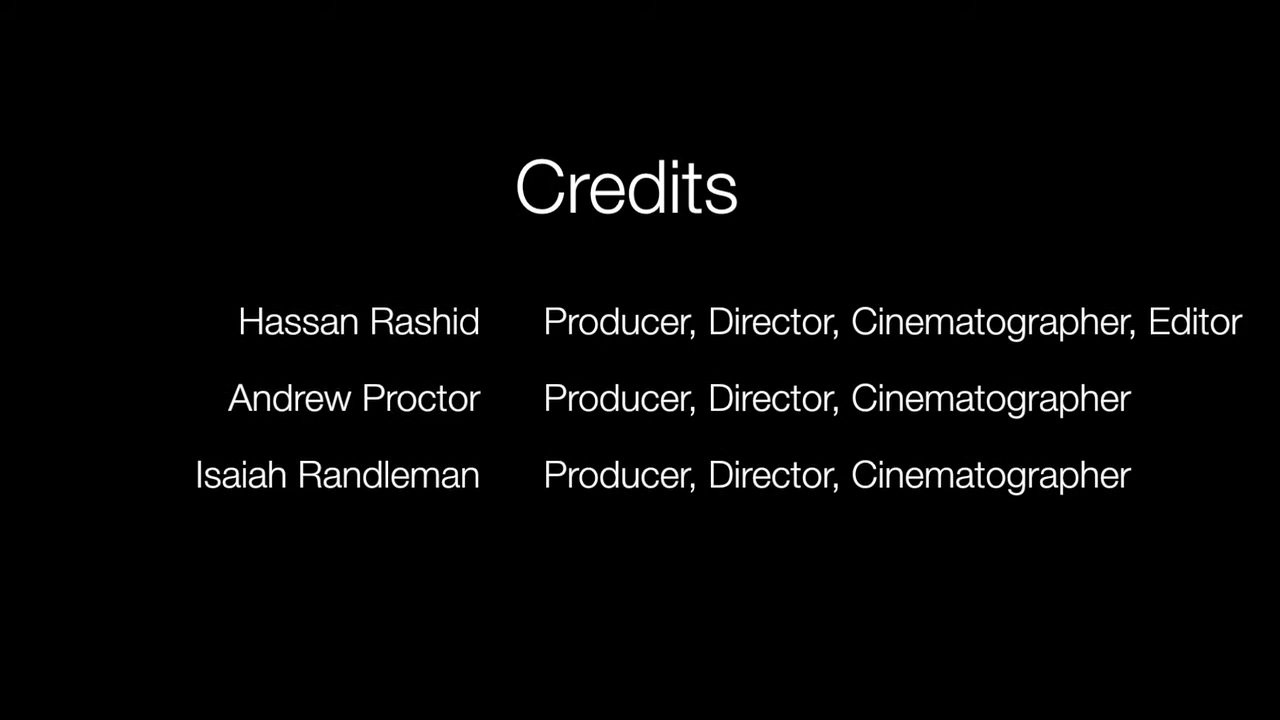 Credits
Hassan Rashid Producer, Director, Cinematographer, Editor
Andrew Proctor Producer, Director, Cinematographer
Isaiah Randleman Producer, Director, Cinematographer